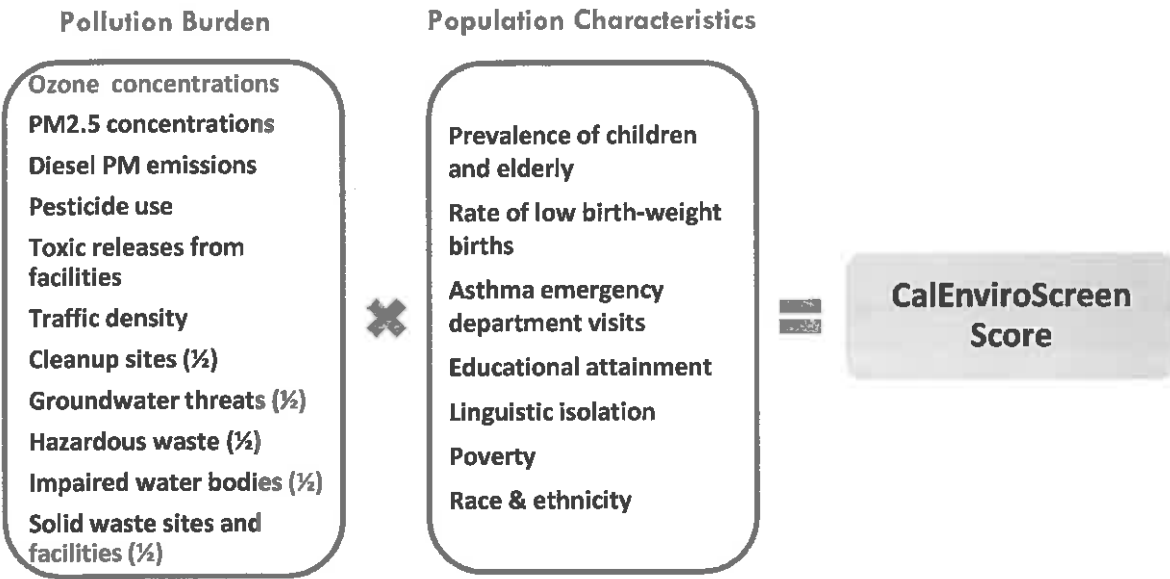 Pollution Burden
Ozone concentrations
PM2.5 concentrations
Diesel PM emissions
Pesticide use
Toxic releases from
facilities
Traffic density
Cleanup sites (½)
Groundwater threats (½)
Hazardous waste (½)
Impaired water bodies (½)
Solid waste sites and
facilities (½)
Population Characteristics
Prevalence of children
and elderly
Rate of low birth-weight
births
Asthma emergency
department visits
Educational attainment
Linguistic isolation
Poverty
Race & ethnicity
CalEnviroScreen
Score